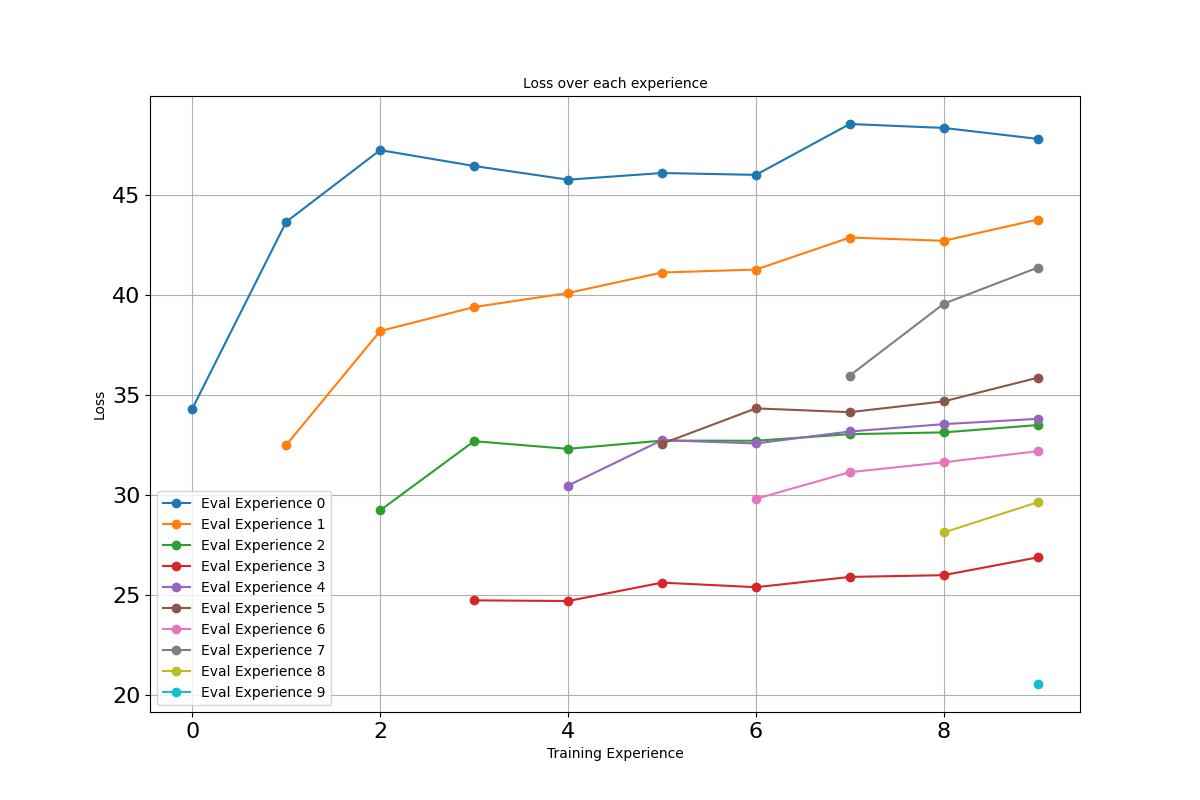 Loss over each experience
45
40
35
30
25
20
Loss
Eval Experience 0
Eval Experience 1
Eval Experience 2
Eval Experience 3
Eval Experience 4
Eval Experience 5
Eval Experience 6
Eval Experience 7
Eval Experience 8
Eval Experience 9
0 2 4 6 8
Training Experience